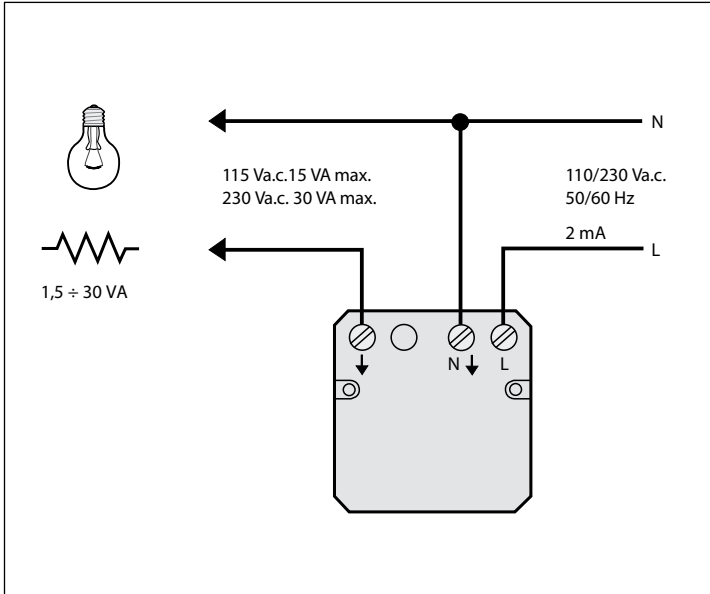 N
115 Va.c.15 VA max.
230 Va.c. 30 VA max.
110/230 Va.c.
50/60 Hz
2 mA
L
1,5 ÷ 30 VA
N
L